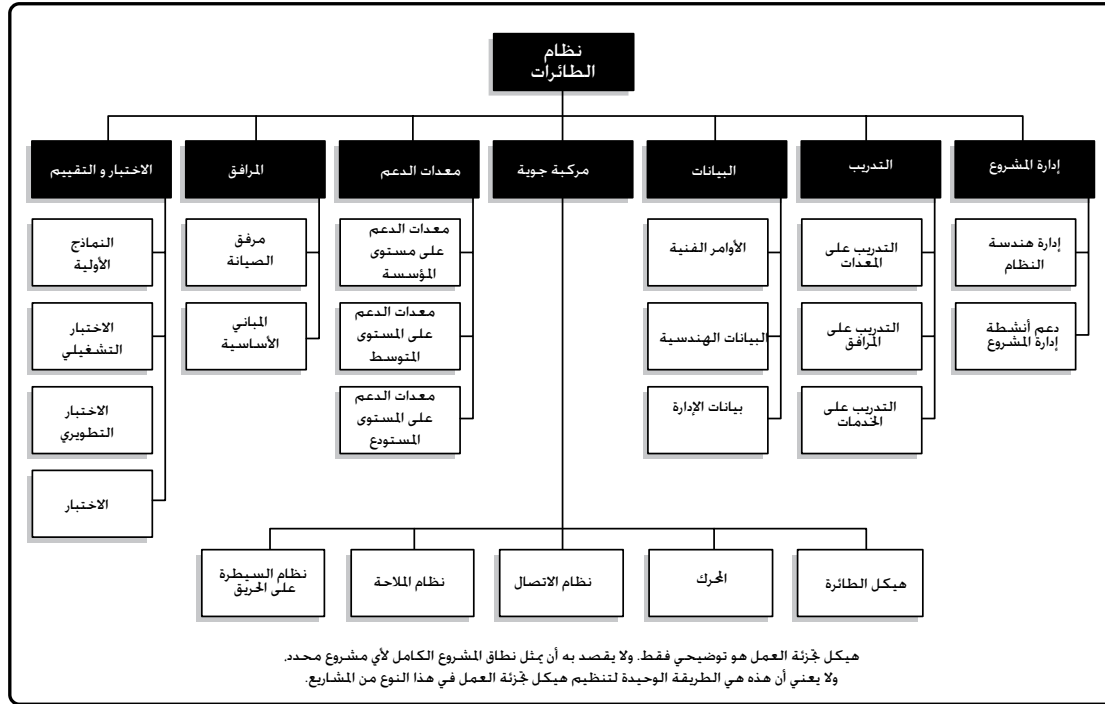 نظام
الطائرات
إدارة المشروع
التدريب
البيانات
مركبة جوية
معدات الدعم
المرافق
الاختبار و التقييم
إدارة هندسة
النظام
دعم أنشطة
إدارة المشروع
التدريب على
المعدات
التدريب على
المرافق
التدريب على
الخدمات
الأوامر الفنية
البيانات الهندسية
بيانات الإدارة
معدات الدعم
على مستوى
المؤسسة
معدات الدعم
على المستوى
المتوسط
معدات الدعم
على المستوى
المستودع
مرفق
الصيانة
المباني
الأساسية
النماذج
الأولية
الاختبار
التشغيلي
الاختبار
التطويري
الاختبار
هيكل الطائرة
المحرك
نظام الاتصال
نظام الملاحة
نظام السيطرة
على الحريق
هيكل تجزئة العمل هو توضيحي فقط. ولا يقصد به أن يمثل نطاق المشروع الكامل لأي مشروع محدد.
ولا يعني أن هذه هي الطريقة الوحيدة لتنظيم هيكل تجزئة العمل في هذا النوع من المشاريع.